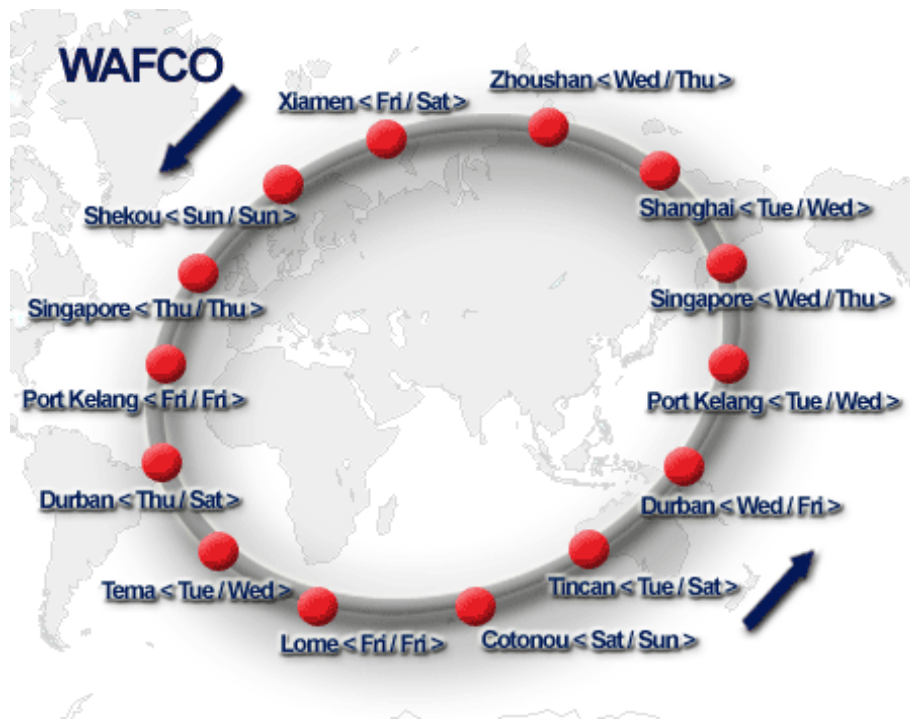 WAFCO
Zhoushan < Wed / Thu >
Xiamen < Fri / Sat >
Shanghai < Tue / Wed >
Shekou < Sun / Sun >
Singapore < Wed / Thu >
Singapore < Thu / Thu >
Port Kelang < Fri / Fri >
Port Kelang < Tue / Wed >
Durban < Thu / Sat >
Durban < Wed / Fri >
Tema < Tue / Wed >
Tincan < Tue / Sat >
Lome < Fri / Fri >
Cotonou < Sat / Sun >